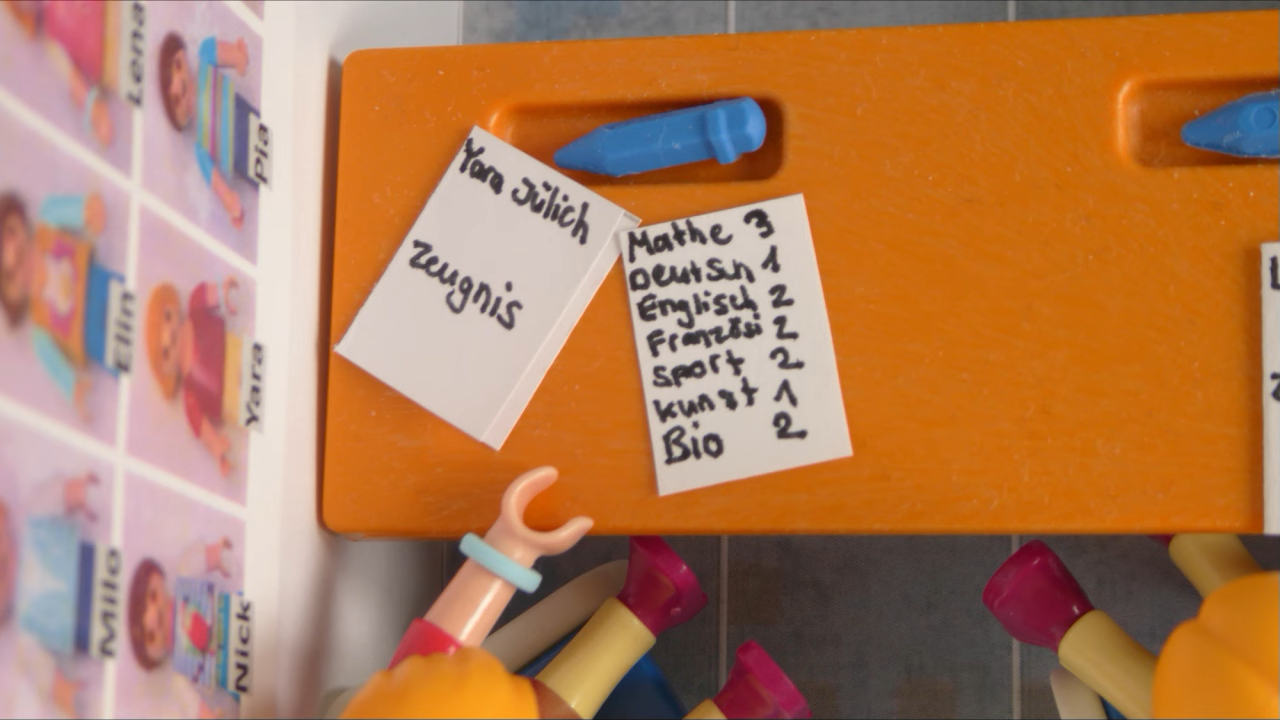 Lena
Pia
Elin
Yara
Milo
Nick
Yara Jülich
Zeugnis
Mathe 3
Deutsch 1
Englisch 2
Französi 2
Sport 2
Kunst 1
Bio 2